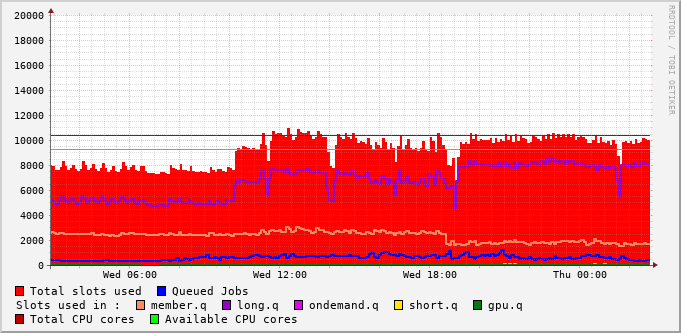 RRDTOOL / TOBI OETIKER
20000
18000
16000
14000
12000
10000
8000
6000
4000
2000
0
Wed 06:00 Wed 12:00 Wed 18:00 Thu 00:00
Total slots used Queued Jobs
Slots used in : member.q long.q ondemand.q short.q gpu.q
Total CPU cores Available CPU cores